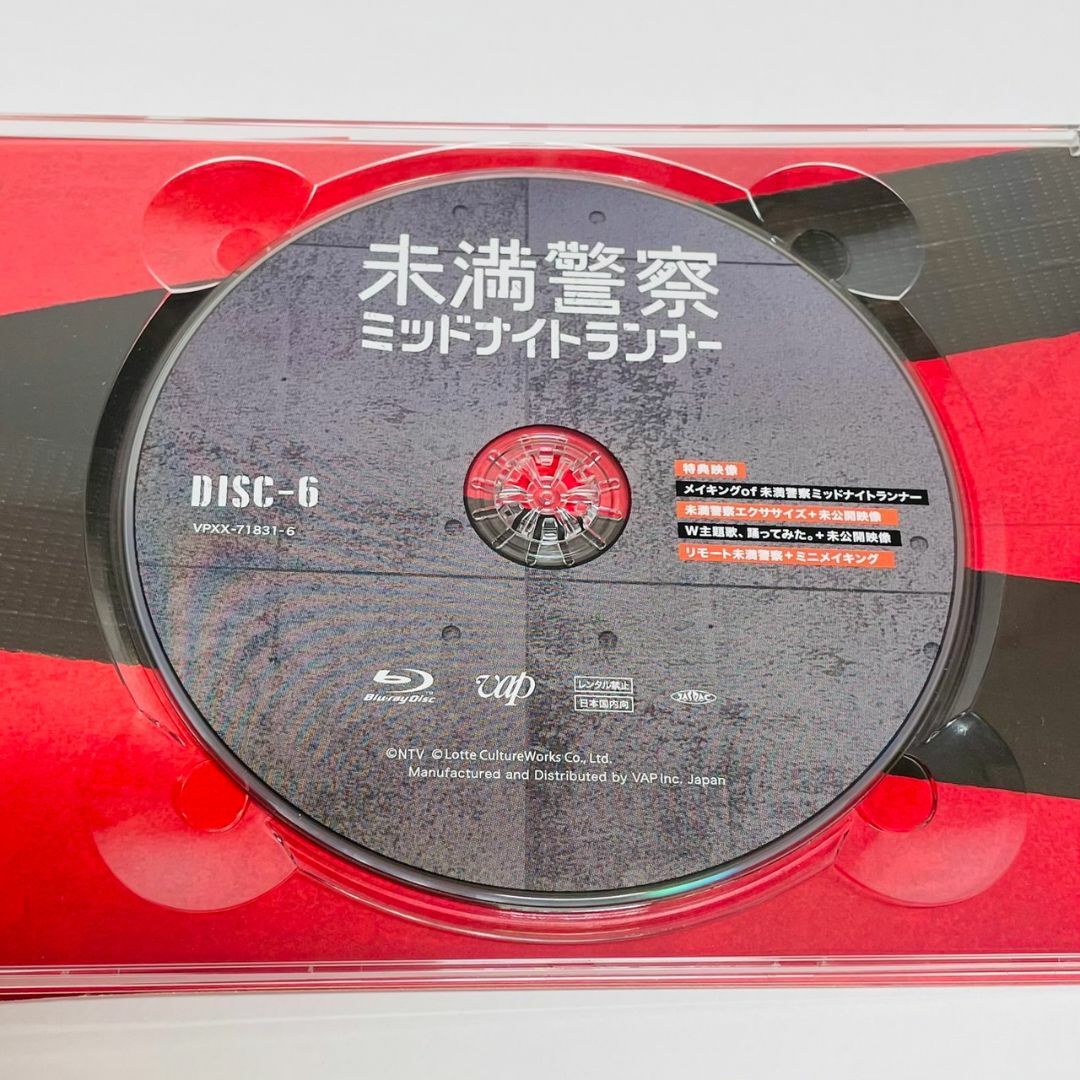 未満警察
ミッドナイトランナー
DISC-6
VPXX-71831-6
特典映像
メイキングof 未満警察ミッドナイトランナー
未満警察エクササイズ+未公開映像
W主題歌、踊ってみた。+未公開映像
リモート未満警察+ミニメイキング
Blu-ray Disc™
vap
レンタル禁止
日本国内向
JASRAC
©NTV ©Lotte CultureWorks Co., Ltd.
Manufactured and Distributed by VAP Inc. Japan